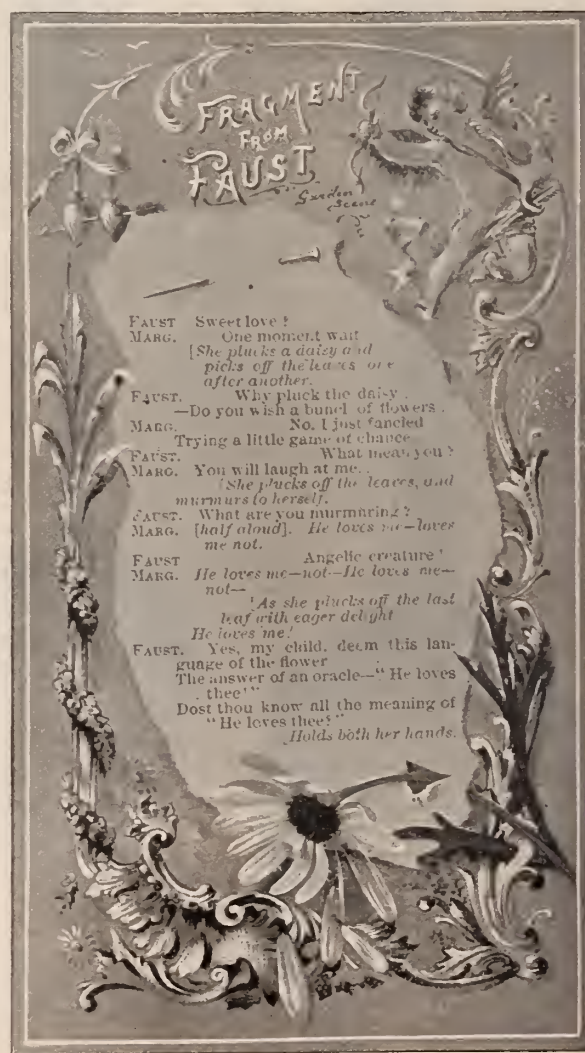 FRAGMENT
FROM
FAUST
Garden
Scene
FAUST Sweet love!
MARG. One moment wait
[She plucks a daisy and
picks off the leaves one
after another.
FAUST. Why pluck the daisy.
—Do you wish a bunch of flowers.
MARG. No. I just fancied
Trying a little game of chance
FAUST. What mean you?
MARG. You will laugh at me..
[She plucks off the leaves, and
murmurs to herself.
FAUST. What are you murmuring?
MARG. [half aloud]. He loves me—loves
me not.
FAUST Angelic creature!
MARG. He loves me—not—He loves me—
not—
[As she plucks off the last
leaf with eager delight
He loves me!
FAUST. Yes, my child, deem this lan-
guage of the flower
The answer of an oracle—"He loves
thee!"
Dost thou know all the meaning of
"He loves thee?"
[Holds both her hands.